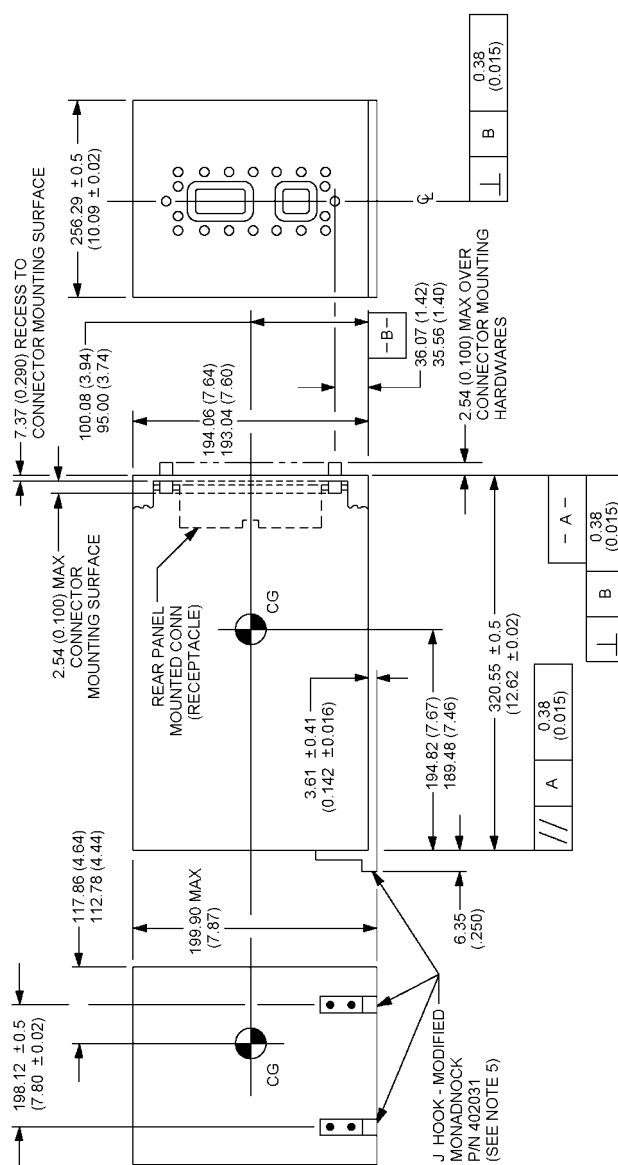 7.37 (0.290) RECESS TO
CONNECTOR MOUNTING SURFACE
2.54 (0.100) MAX
CONNECTOR
MOUNTING SURFACE
117.86 (4.64)
112.78 (4.44)
198.12 ±0.5
(7.80 ±0.02)
256.29 ±0.5
(10.09 ±0.02)
100.08 (3.94)
95.00 (3.74)
194.06 (7.64)
193.04 (7.60)
REAR PANEL
MOUNTED CONN
(RECEPTACLE)
199.90 MAX
(7.87)
CG
CG
3.61 ±0.41
(0.142 ±0.016)
- B -
36.07 (1.42)
35.56 (1.40)
2.54 (0.100) MAX OVER
CONNECTOR MOUNTING
HARDWARES
194.82 (7.67)
189.48 (7.46)
6.35
(.250)
320.55 ±0.5
(12.62 ±0.02)
J HOOK - MODIFIED
MONADNOCK
P/N 402031
(SEE NOTE 5)
℄
⊥ B 0.38
(0.015)
- A -
⊥ B 0.38
(0.015)
// A 0.38
(0.015)